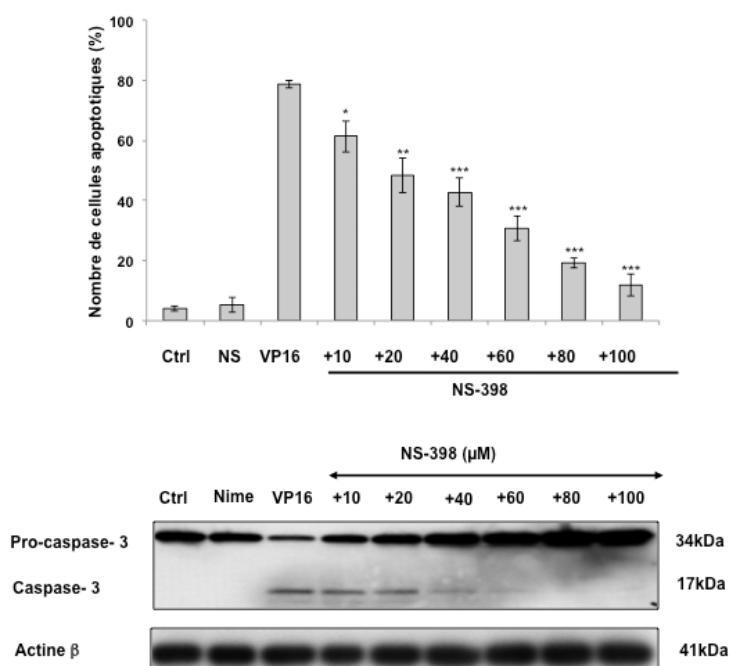 Nombre de cellules apoptotiques (%)
100
80
60
40
20
0
*
**
***
***
***
***
Ctrl NS VP16 +10 +20 +40 +60 +80 +100
NS-398
NS-398 (µM)
Ctrl Nime VP16 +10 +20 +40 +60 +80 +100
Pro-caspase- 3 34kDa
Caspase- 3 17kDa
Actine β 41kDa